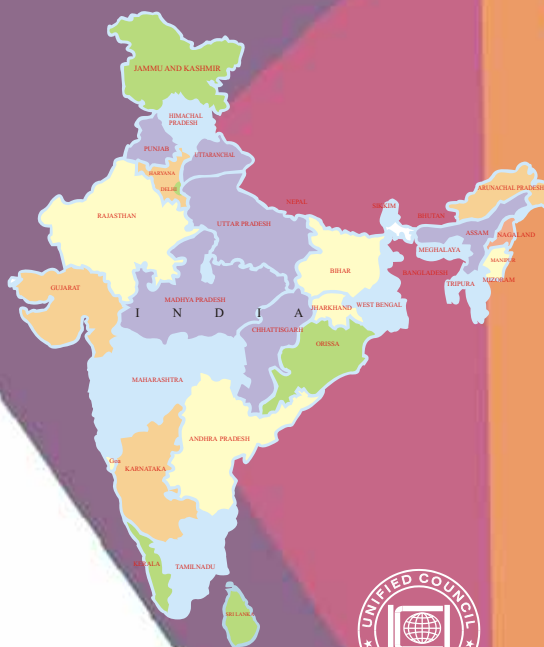 JAMMU AND KASHMIR
HIMACHAL
PRADESH
PUNJAB
UTTARANCHAL
HARYANA
DELHI
RAJASTHAN
UTTAR PRADESH
NEPAL
SIKKIM
BHUTAN
ARUNACHAL PRADESH
ASSAM
NAGALAND
MEGHALAYA
MANIPUR
BIHAR
BANGLADESH
TRIPURA
MIZORAM
GUJARAT
MADHYA PRADESH
JHARKHAND
WEST BENGAL
I N D I A
CHHATTISGARH
ORISSA
MAHARASHTRA
ANDHRA PRADESH
Goa
KARNATAKA
KERALA
TAMILNADU
UNIFIED COUNCIL